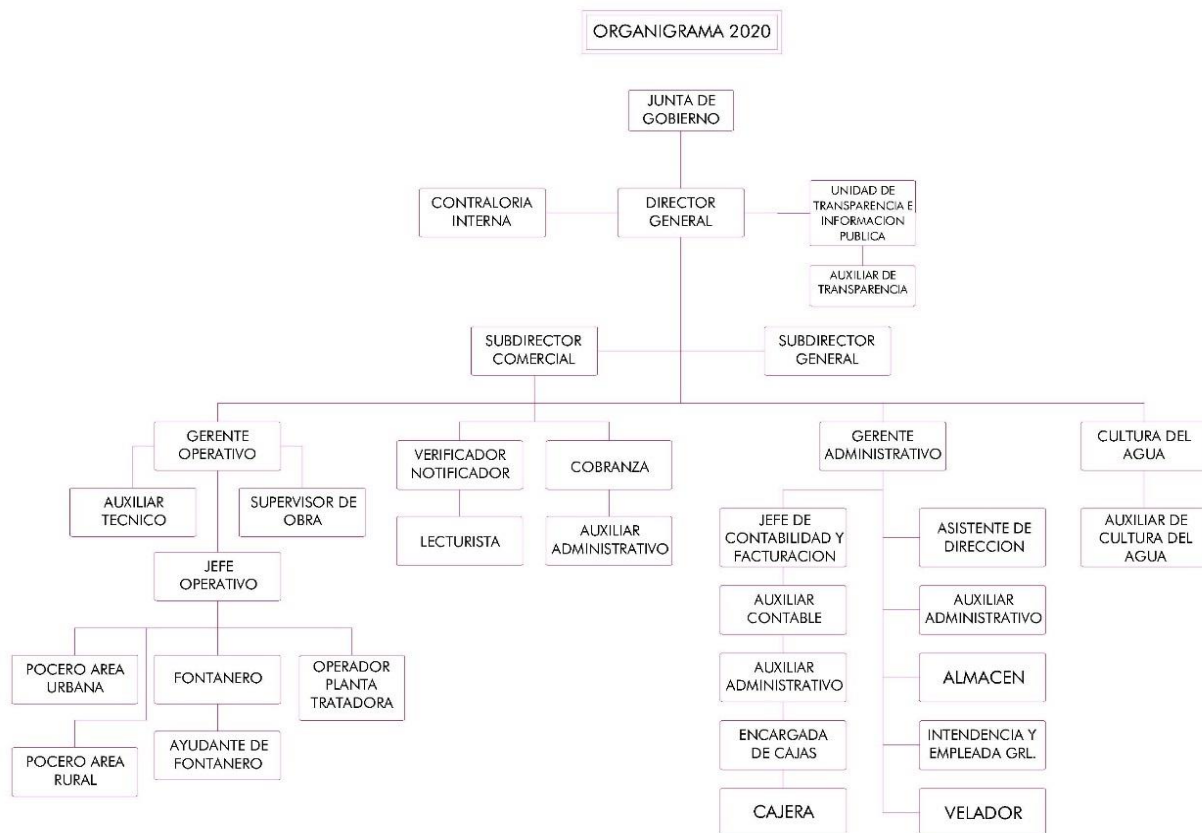 ORGANIGRAMA 2020
JUNTA DE
GOBIERNO
CONTRALORIA
INTERNA
DIRECTOR
GENERAL
UNIDAD DE
TRANSPARENCIA E
INFORMACION
PUBLICA
AUXILIAR DE
TRANSPARENCIA
SUBDIRECTOR
COMERCIAL
SUBDIRECTOR
GENERAL
GERENTE
OPERATIVO
AUXILIAR
TECNICO
SUPERVISOR DE
OBRA
JEFE
OPERATIVO
POCERO AREA
URBANA
FONTANERO
OPERADOR
PLANTA
TRATADORA
POCERO AREA
RURAL
AYUDANTE DE
FONTANERO
VERIFICADOR
NOTIFICADOR
LECTURISTA
COBRANZA
AUXILIAR
ADMINISTRATIVO
GERENTE
ADMINISTRATIVO
JEFE DE
CONTABILIDAD Y
FACTURACION
AUXILIAR
CONTABLE
AUXILIAR
ADMINISTRATIVO
ENCARGADA
DE CAJAS
CAJERA
ASISTENTE DE
DIRECCION
AUXILIAR
ADMINISTRATIVO
ALMACEN
INTENDENCIA Y
EMPLEADA GRL.
VELADOR
CULTURA DEL
AGUA
AUXILIAR DE
CULTURA DEL
AGUA